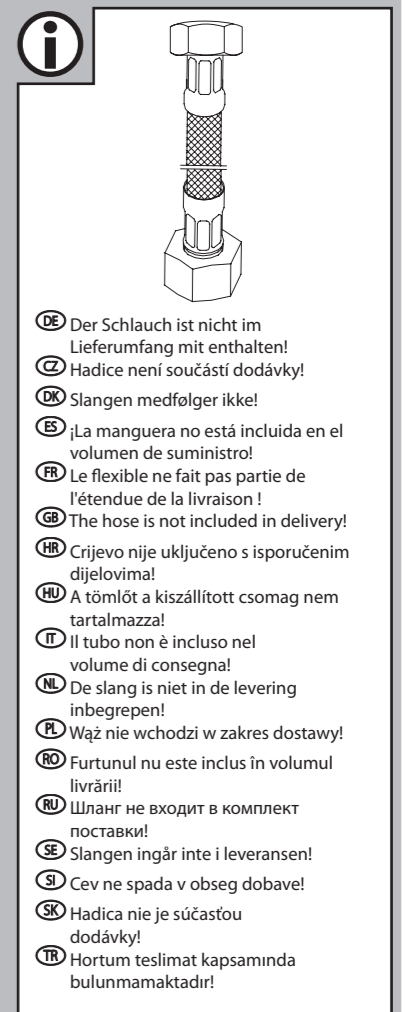 i
DE Der Schlauch ist nicht im
Lieferumfang mit enthalten!
CZ Hadice není součástí dodávky!
DK Slangen medfølger ikke!
ES ¡La manguera no está incluida en el
volumen de suministro!
FR Le flexible ne fait pas partie de
l'étendue de la livraison !
GB The hose is not included in delivery!
HR Crijevo nije uključeno s isporučenim
dijelovima!
HU A tömlőt a kiszállított csomag nem
tartalmazza!
IT Il tubo non è incluso nel
volume di consegna!
NL De slang is niet in de levering
inbegrepen!
PL Wąż nie wchodzi w zakres dostawy!
RO Furtunul nu este inclus în volumul
livrării!
RU Шланг не входит в комплект
поставки!
SE Slangen ingår inte i leveransen!
SI Cev ne spada v obseg dobave!
SK Hadica nie je súčasťou
dodávky!
TR Hortum teslimat kapsamında
bulunmamaktadır!